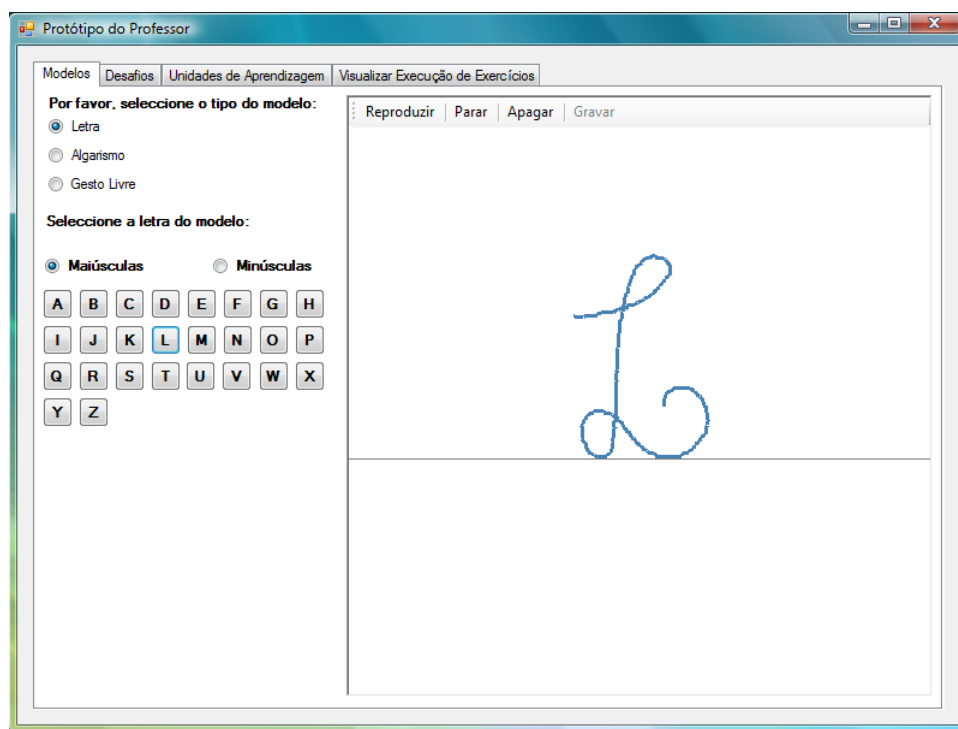 Protótipo do Professor
Modelos Desafios Unidades de Aprendizagem Visualizar Execução de Exercícios
Por favor, seleccione o tipo do modelo:
Letra
Algarismo
Gesto Livre
Seleccione a letra do modelo:
Maiúsculas Minúsculas
A B C D E F G H
I J K L M N O P
Q R S T U V W X
Y Z
Reproduzir Parar Apagar Gravar
L